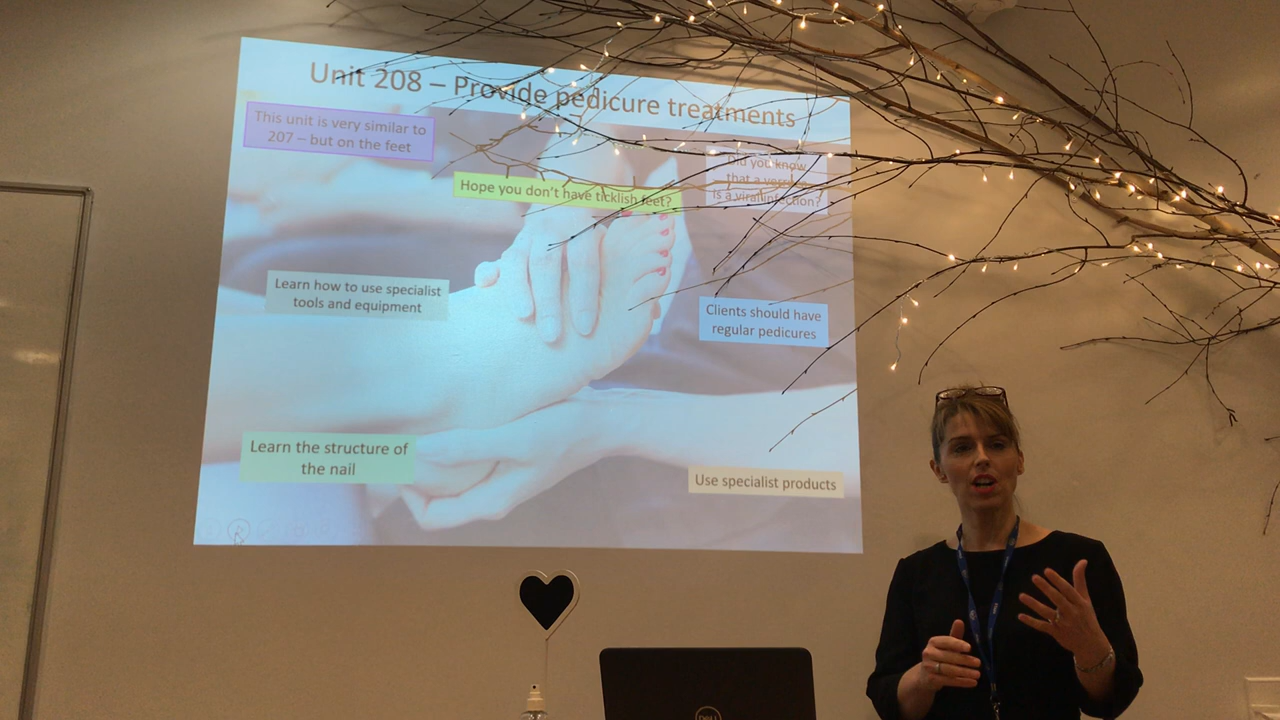 Unit 208 – Provide pedicure treatments
This unit is very similar to
207 – but on the feet
Hope you don't have ticklish feet?
Did you know
that a
is a viral infection?
Learn how to use specialist
tools and equipment
Clients should have
regular pedicures
Learn the structure of
the nail
Use specialist products
DELL